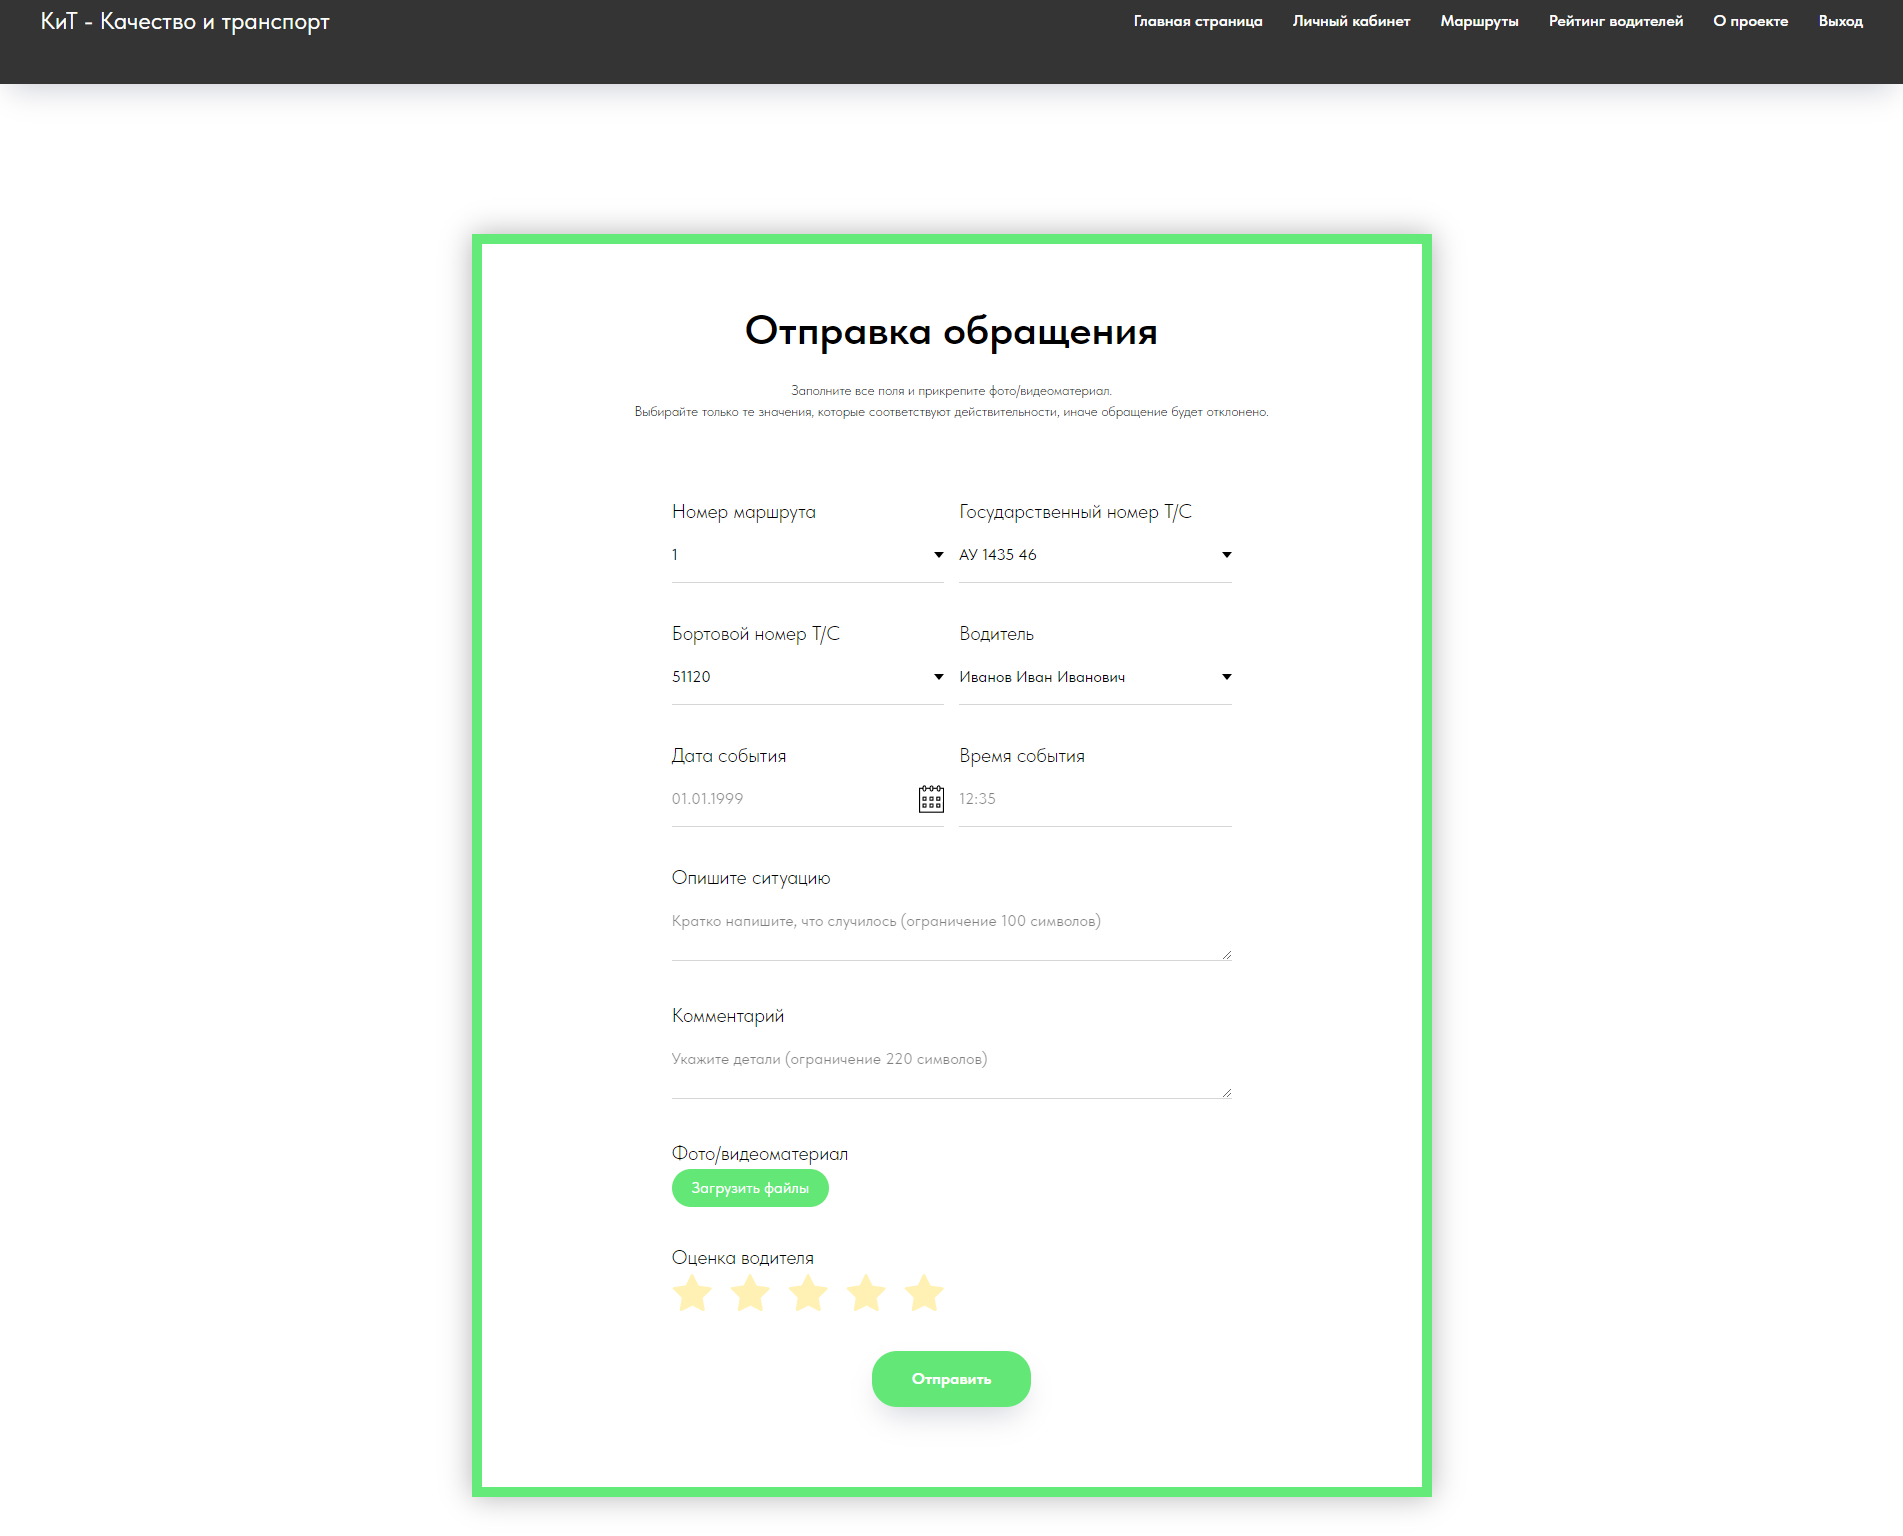 КиТ - Качество и транспорт
Главная страница
Личный кабинет
Маршруты
Рейтинг водителей
О проекте
Выход
Отправка обращения
Заполните все поля и прикрепите фото/видеоматериал.
Выбирайте только те значения, которые соответствуют действительности, иначе обращение будет отклонено.
Номер маршрута
1
Государственный номер Т/С
АУ 1435 46
Бортовой номер Т/С
51120
Водитель
Иванов Иван Иванович
Дата события
01.01.1999
Время события
12:35
Опишите ситуацию
Кратко напишите, что случилось (ограничение 100 символов)
Комментарий
Укажите детали (ограничение 220 символов)
Фото/видеоматериал
Загрузить файлы
Оценка водителя
Отправить